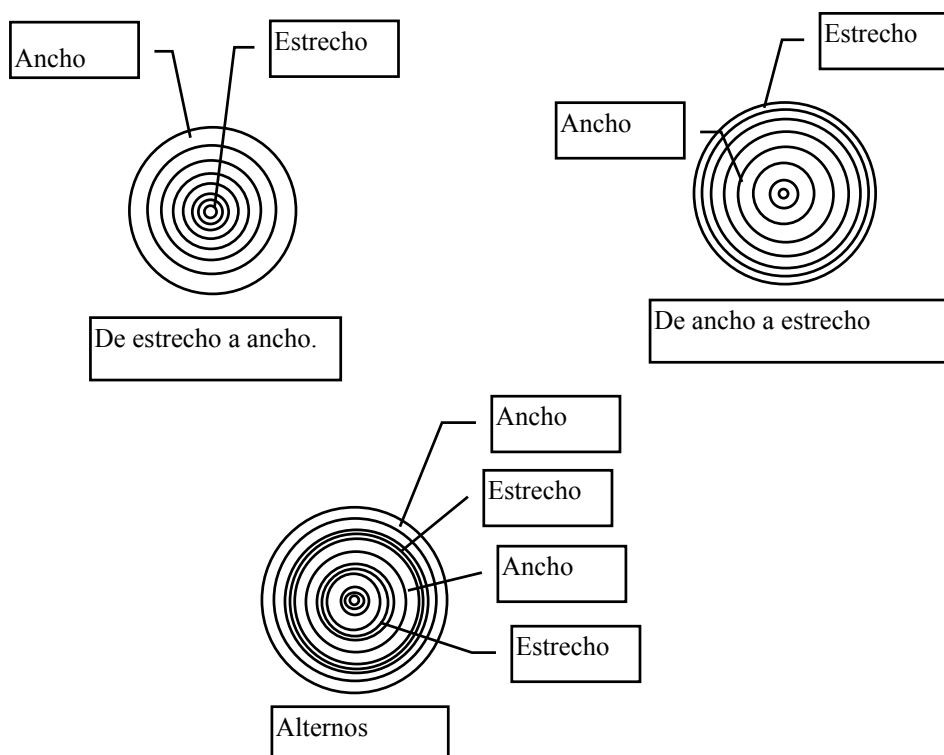 Ancho
Estrecho
De estrecho a ancho.
Estrecho
Ancho
De ancho a estrecho
Ancho
Estrecho
Ancho
Estrecho
Alternos